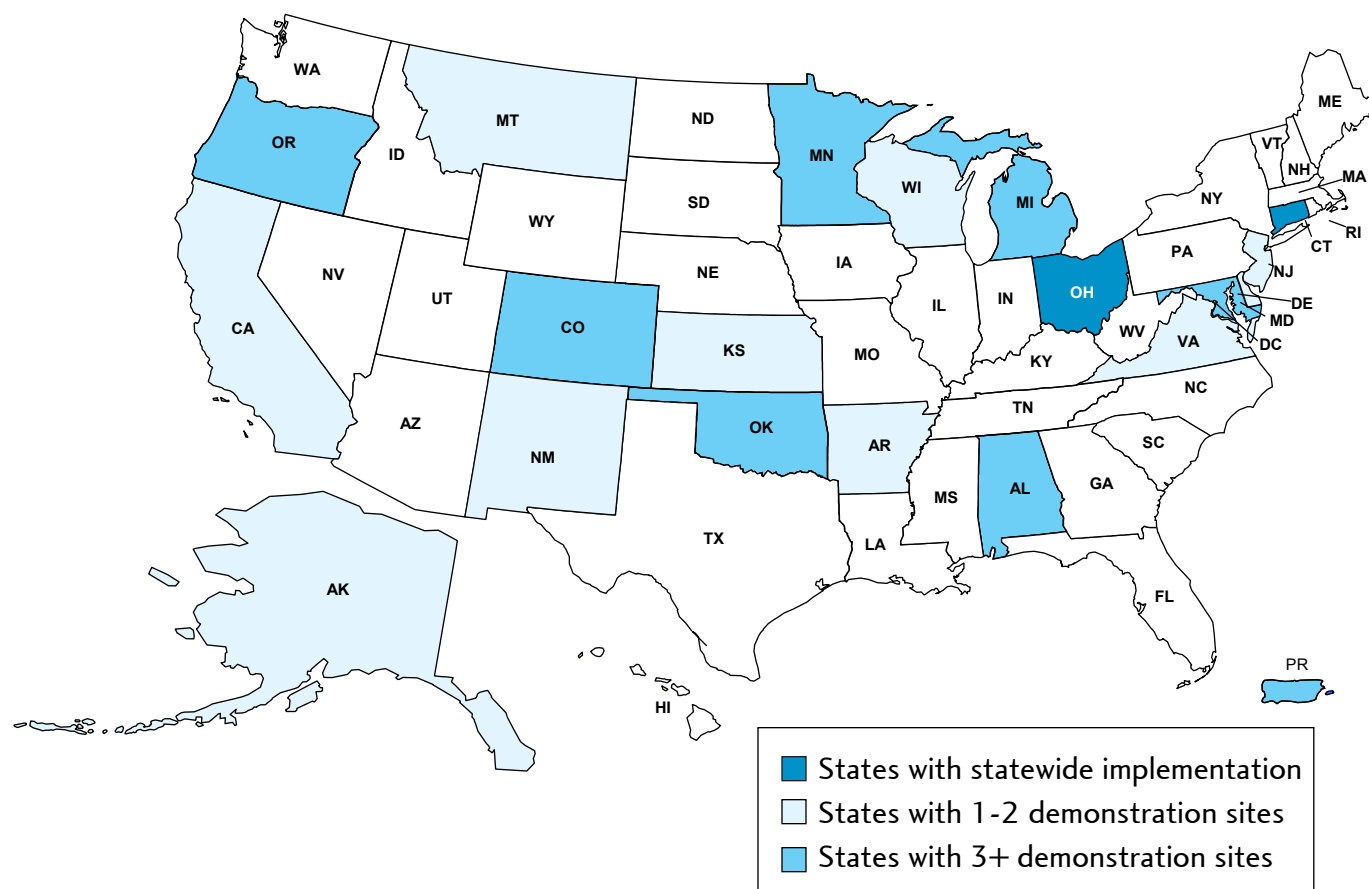 WA
MT
ND
MN
ME
VT
NH
MA
OR
ID
SD
WI
MI
NY
RI
CT
WY
IA
PA
NJ
NV
UT
NE
IL
IN
OH
DE
MD
CA
CO
KS
MO
WV
VA
DC
KY
NC
AZ
NM
OK
AR
TN
SC
MS
AL
GA
TX
LA
FL
AK
HI
PR
States with statewide implementation
States with 1-2 demonstration sites
States with 3+ demonstration sites